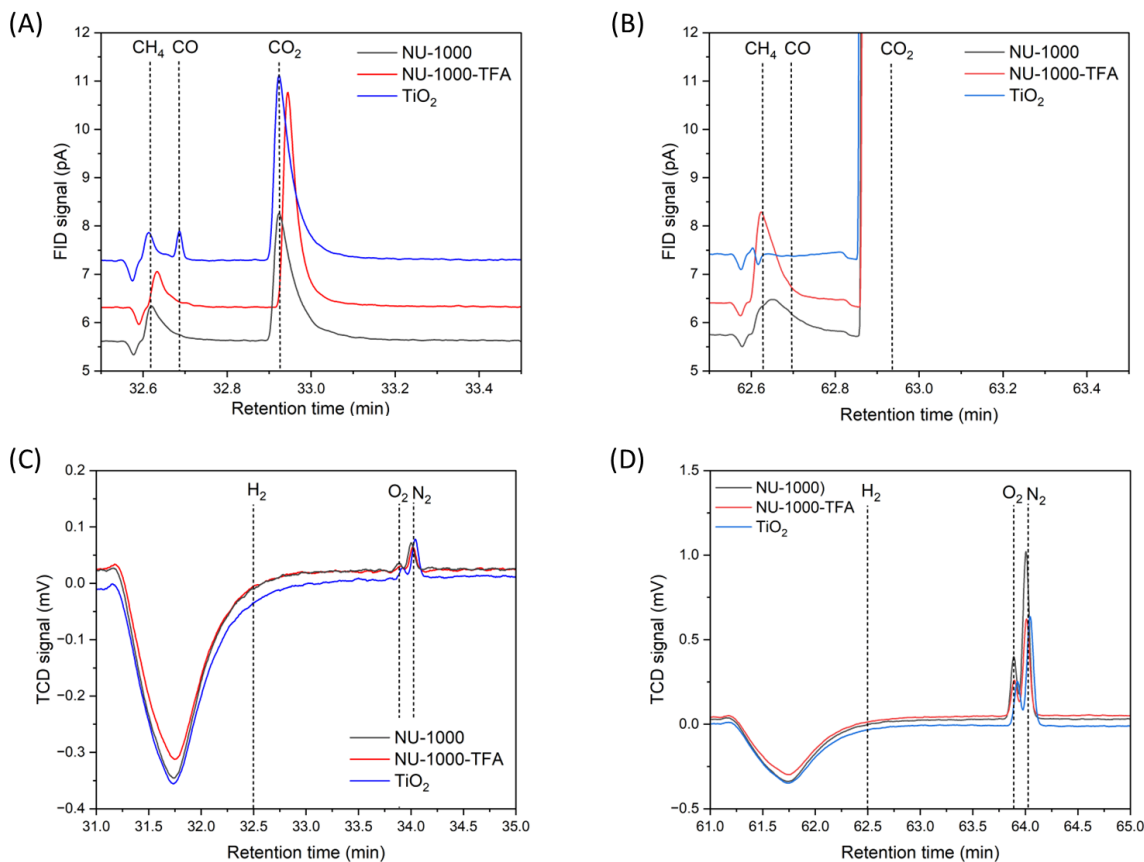 (A)
12
11
10
9
8
7
6
5
FID signal (pA)
CH4 CO CO2
NU-1000
NU-1000-TFA
TiO2
32.6 32.8 33.0 33.2 33.4
Retention time (min)
(B)
12
11
10
9
8
7
6
5
FID signal (pA)
CH4 CO CO2
NU-1000
NU-1000-TFA
TiO2
62.6 62.8 63.0 63.2 63.4
Retention time (min)
(C)
0.2
0.1
0.0
−0.1
−0.2
−0.3
−0.4
TCD signal (mV)
H2 O2 N2
NU-1000
NU-1000-TFA
TiO2
31.0 31.5 32.0 32.5 33.0 33.5 34.0 34.5 35.0
Retention time (min)
(D)
1.5
1.0
0.5
0.0
−0.5
TCD signal (mV)
NU-1000)
NU-1000-TFA
TiO2
H2 O2 N2
61.0 61.5 62.0 62.5 63.0 63.5 64.0 64.5 65.0
Retention time (min)